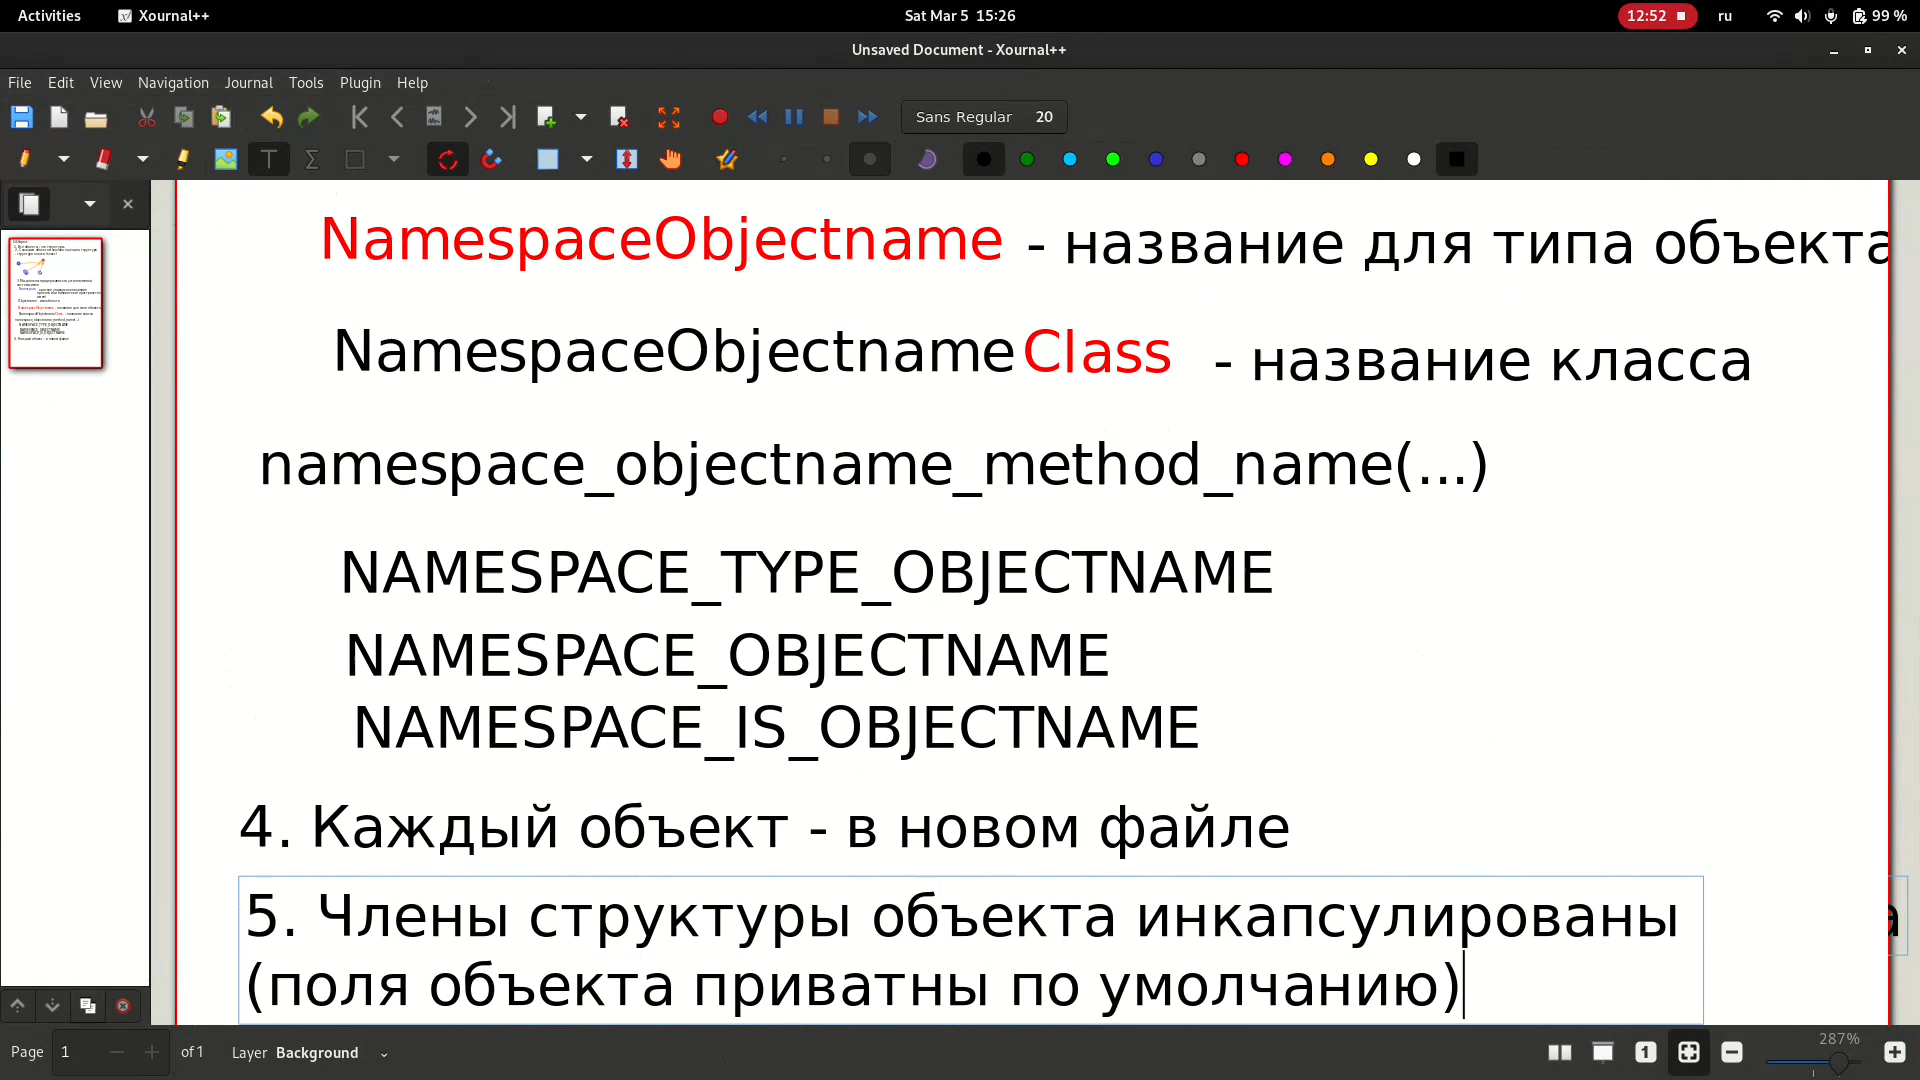 Activities Xournal++ Sat Mar 5 15:26 12:52 ru 99 %
Unsaved Document - Xournal++
File Edit View Navigation Journal Tools Plugin Help
Sans Regular 20
NamespaceObjectname - название для типа объекта
NamespaceObjectnameClass - название класса
namespace_objectname_method_name(...)
NAMESPACE_TYPE_OBJECTNAME
NAMESPACE_OBJECTNAME
NAMESPACE_IS_OBJECTNAME
4. Каждый объект - в новом файле
5. Члены структуры объекта инкапсулированы
(поля объекта приватны по умолчанию)
Page 1 of 1 Layer Background 287%